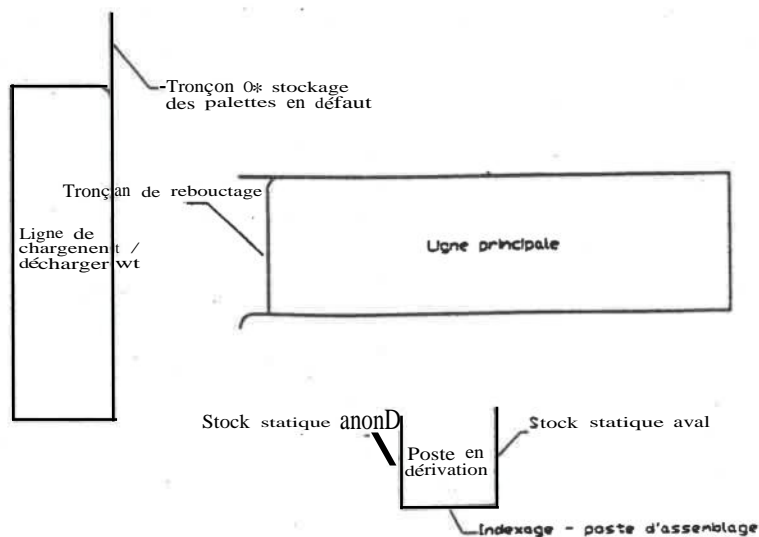 -Tronçon O* stockage
des palettes en défaut
Tronçan de rebouctage
Ligne de
chargenent /
décharger wt
Ligne principale
Stock statique anonD
Stock statique aval
Poste en
dérivation
Indexage - poste d'assemblage